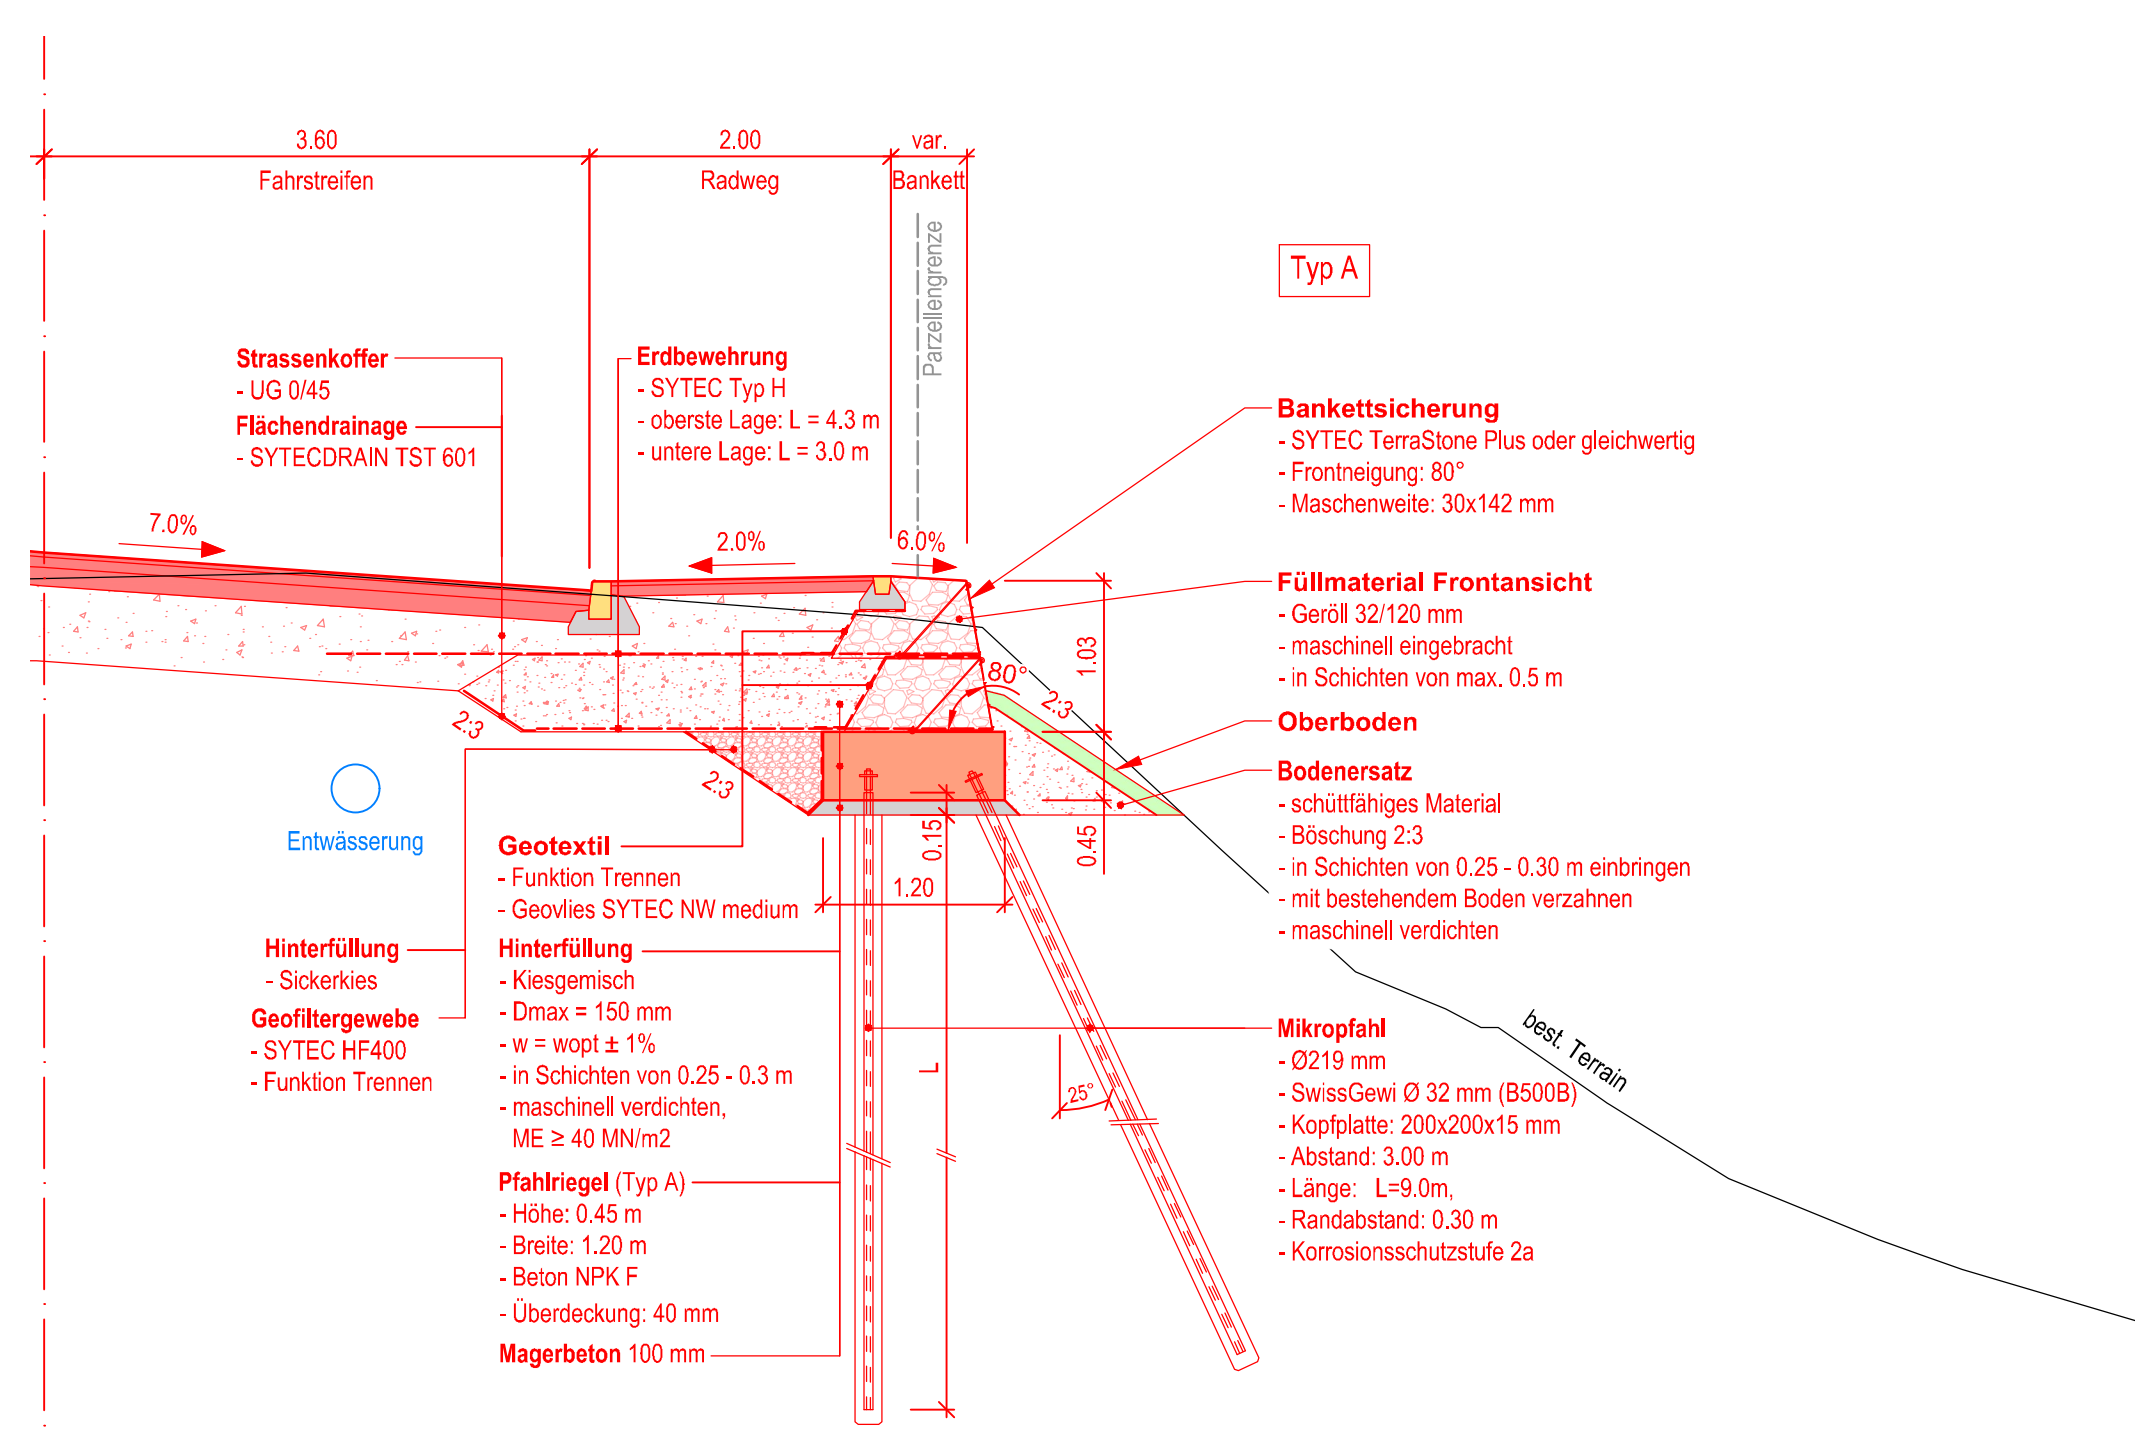 3.60
2.00
var.
Fahrstreifen
Radweg
Bankett
Parzellengrenze
Typ A
Strassenkoffer
- UG 0/45
Flächendrainage
- SYTECDRAIN TST 601
Erdbewehrung
- SYTEC Typ H
- oberste Lage: L = 4.3 m
- untere Lage: L = 3.0 m
Bankettsicherung
- SYTEC TerraStone Plus oder gleichwertig
- Frontneigung: 80°
- Maschenweite: 30x142 mm
7.0%
2.0%
6.0%
Füllmaterial Frontansicht
- Geröll 32/120 mm
- maschinell eingebracht
- in Schichten von max. 0.5 m
1.03
80°
2:3
2:3
2:3
Oberboden
Bodenersatz
- schüttfähiges Material
- Böschung 2:3
- in Schichten von 0.25 - 0.30 m einbringen
- mit bestehendem Boden verzahnen
- maschinell verdichten
Entwässerung
0.15
0.45
1.20
Geotextil
- Funktion Trennen
- Geovlies SYTEC NW medium
Hinterfüllung
- Sickerkies
Geofiltergewebe
- SYTEC HF400
- Funktion Trennen
Hinterfüllung
- Kiesgemisch
- Dmax = 150 mm
- w = wopt ± 1%
- in Schichten von 0.25 - 0.3 m
- maschinell verdichten,
ME ≥ 40 MN/m2
Pfahlriegel (Typ A)
- Höhe: 0.45 m
- Breite: 1.20 m
- Beton NPK F
- Überdeckung: 40 mm
Magerbeton 100 mm
L
25°
Mikropfahl
- Ø219 mm
- SwissGewi Ø 32 mm (B500B)
- Kopfplatte: 200x200x15 mm
- Abstand: 3.00 m
- Länge: L=9.0m,
- Randabstand: 0.30 m
- Korrosionsschutzstufe 2a
best. Terrain